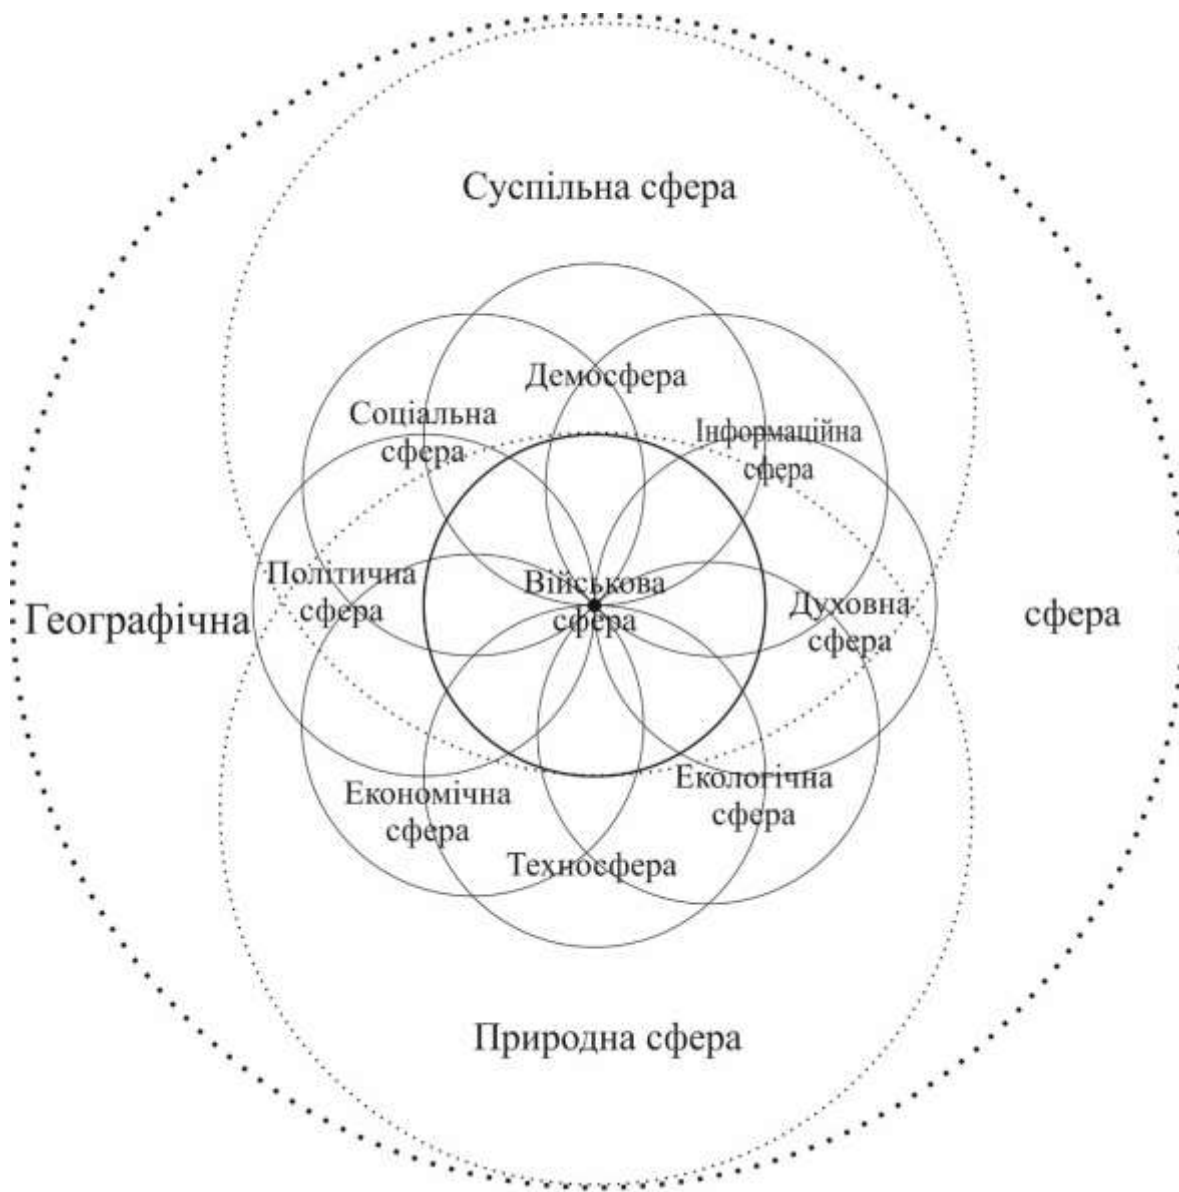 Суспільна сфера
Демосфера
Соціальна
сфера
Інформаційна
сфера
Політична
сфера
Військова
сфера
Духовна
сфера
Географічна
сфера
Економічна
сфера
Екологічна
сфера
Техносфера
Природна сфера